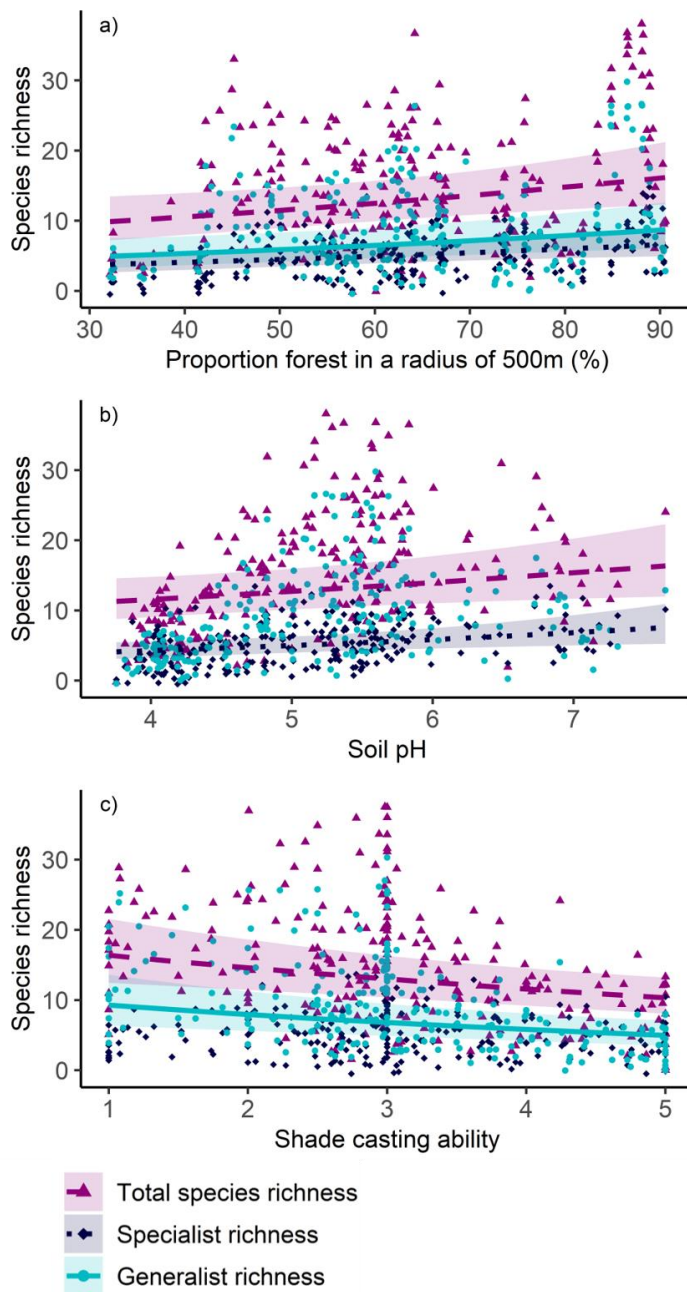 a)
Species richness
30
20
10
0
30 40 50 60 70 80 90
Proportion forest in a radius of 500m (%)
b)
Species richness
30
20
10
0
4 5 6 7
Soil pH
c)
Species richness
30
20
10
0
1 2 3 4 5
Shade casting ability
Total species richness
Specialist richness
Generalist richness